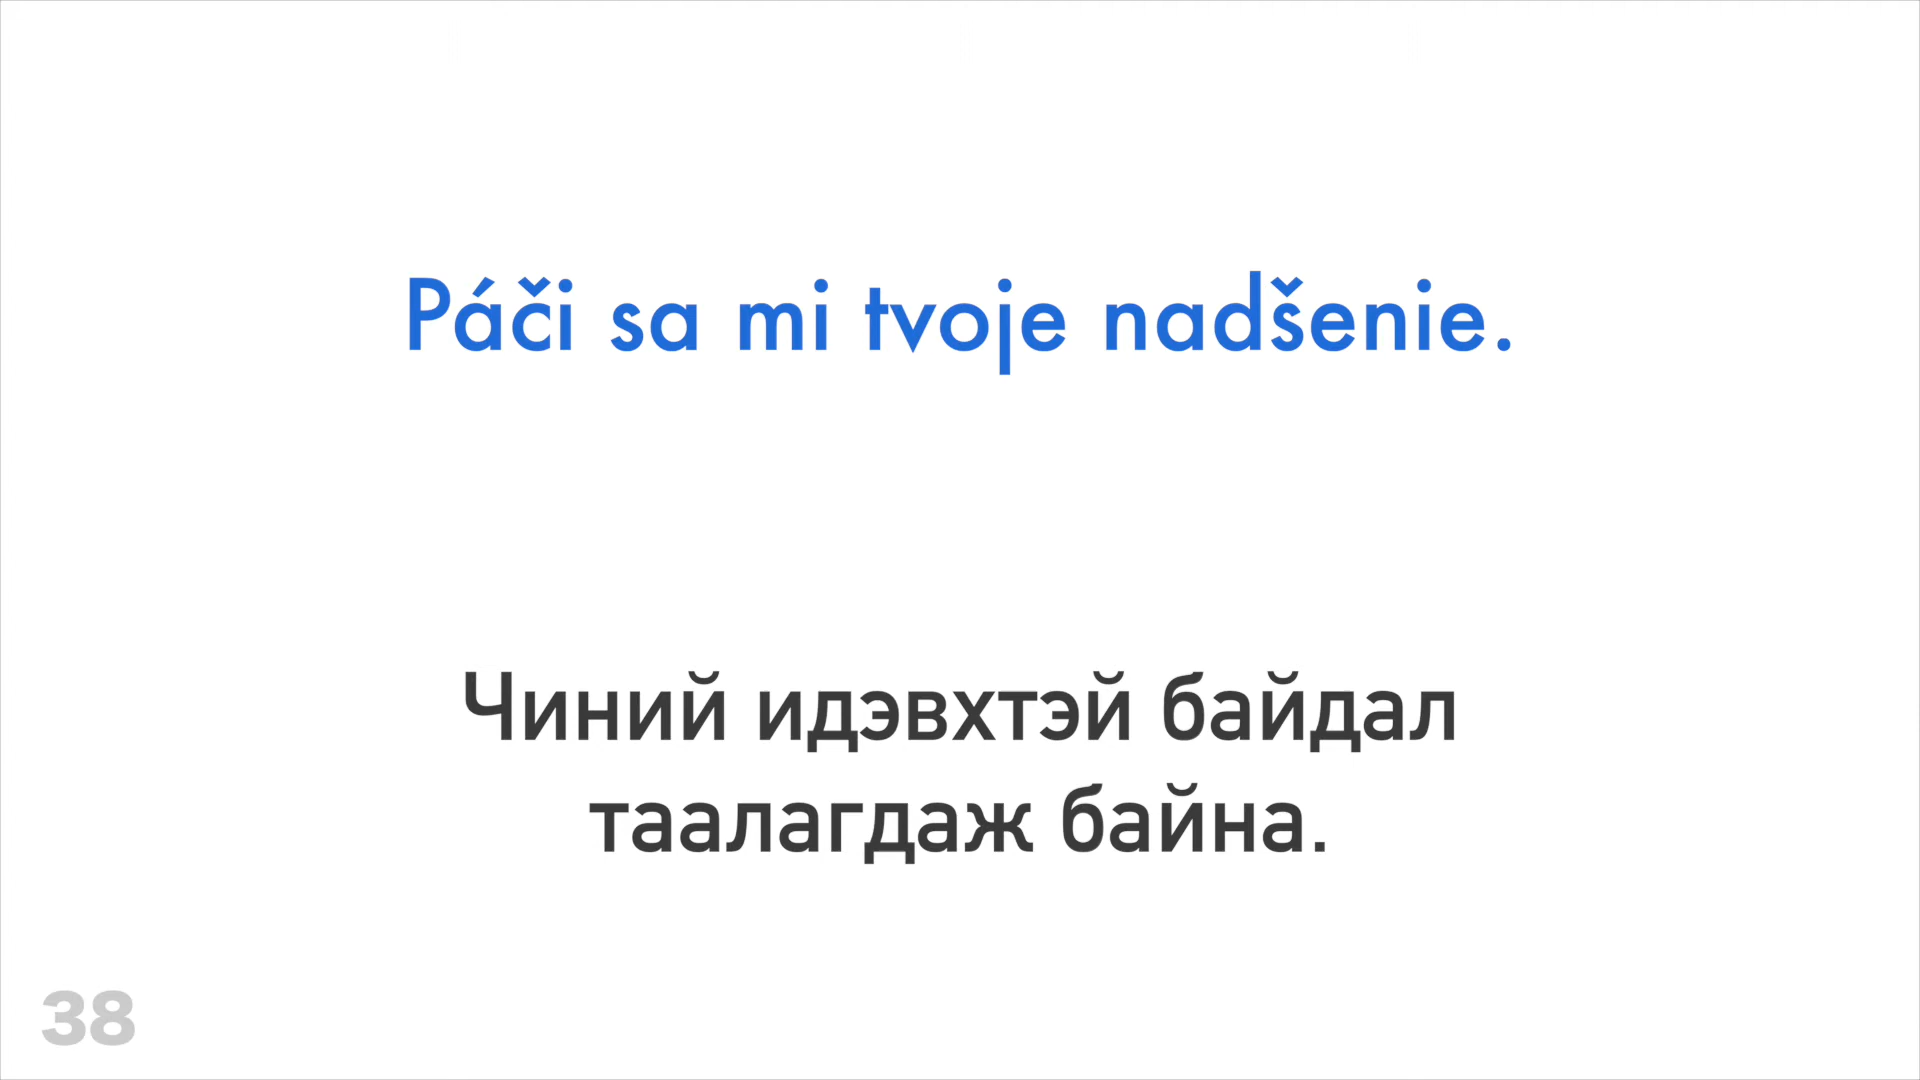 Páči sa mi tvoje nadšenie.
Чиний идэвхтэй байдал
таалагдаж байна.
38